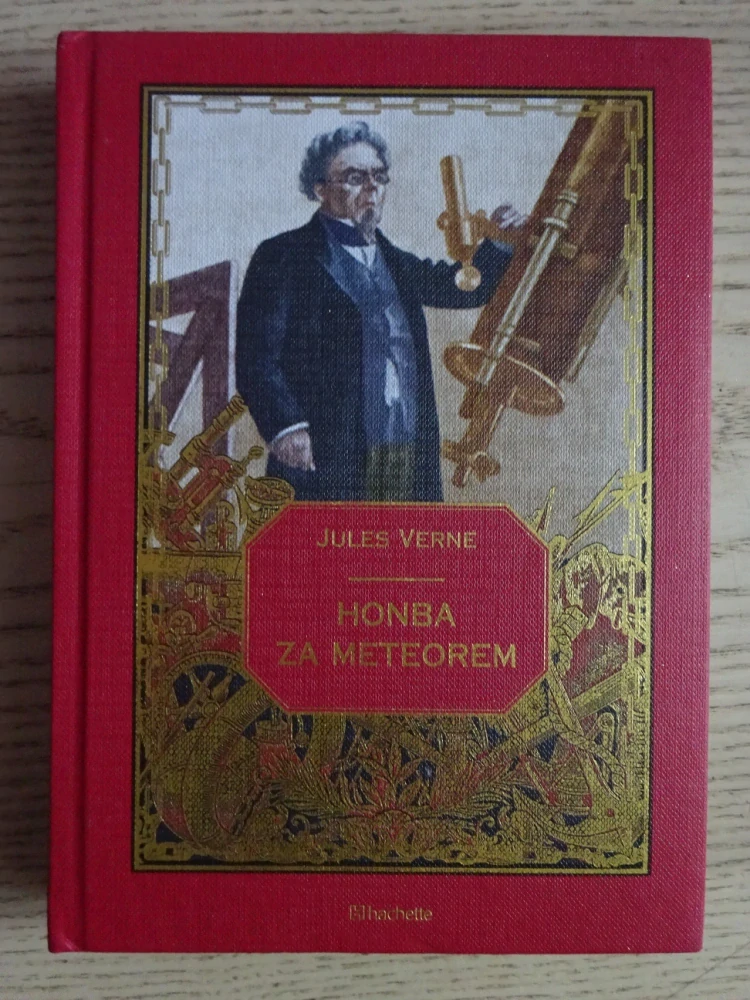 JULES VERNE
HONBA
ZA METEOREM
hachette